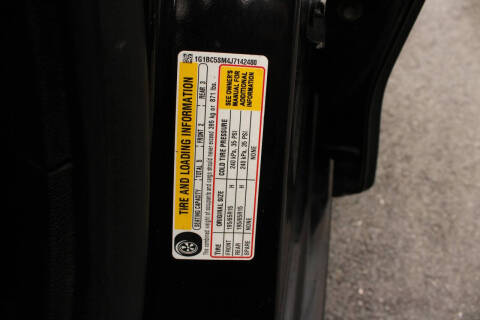 1G1BC5SM4J7142480
TIRE AND LOADING INFORMATION
SEATING CAPACITY TOTAL 5 FRONT 2 REAR 3
The combined weight of occupants and cargo should never exceed 395 kg or 871 lbs.
TIRE ORIGINAL SIZE COLD TIRE PRESSURE
FRONT 195/65R15 H 240 kPa, 35 PSI
REAR 195/65R15 H 240 kPa, 35 PSI
SPARE NONE NONE
SEE OWNER'S
MANUAL FOR
ADDITIONAL
INFORMATION